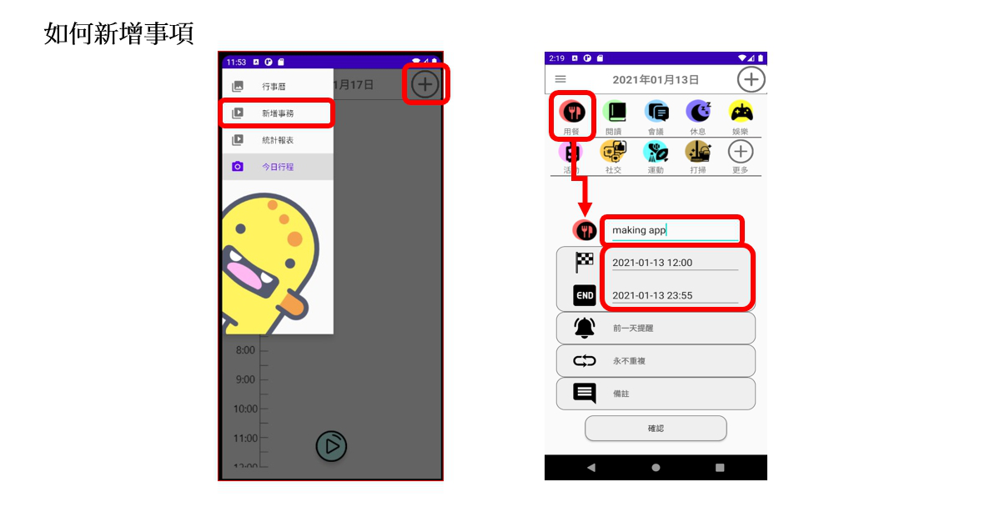 如何新增事項
11:53
1月17日
行事曆
新增事務
統計報表
今日行程
8:00
9:00
10:00
11:00
12:00
2:19
2021年01月13日
用餐 閱讀 會議 休息 娛樂
活動 社交 運動 打掃 更多
making app
2021-01-13 12:00
END
2021-01-13 23:55
前一天提醒
永不重複
備註
確認